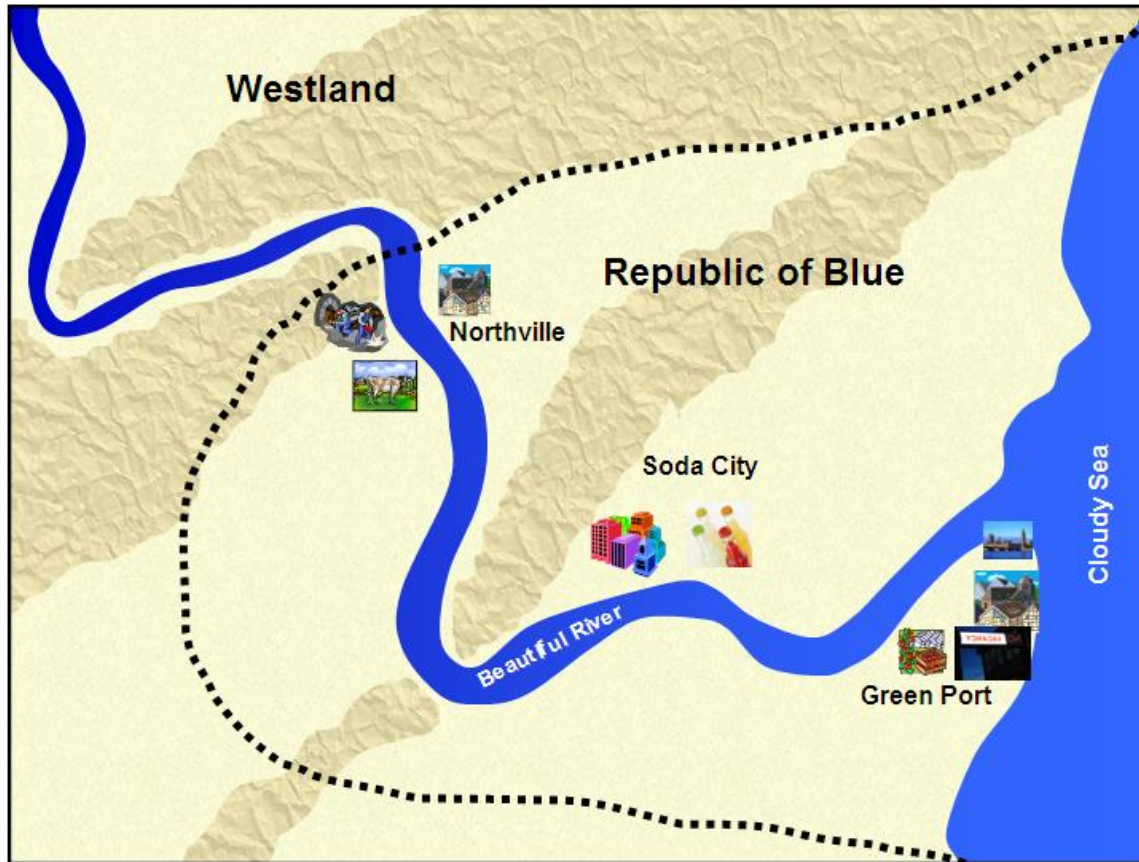 Westland
Republic of Blue
Northville
Soda City
Cloudy Sea
Beautiful River
Green Port